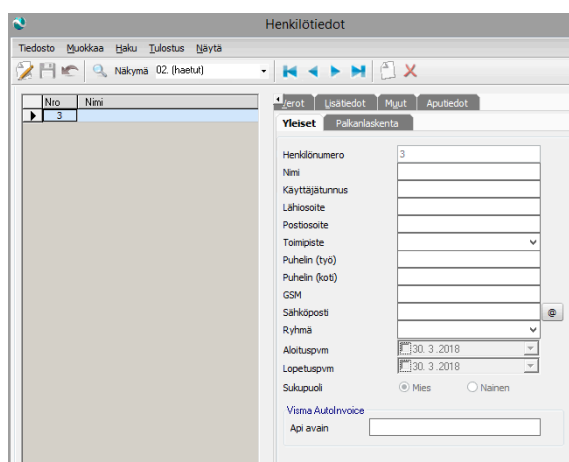 Henkilötiedot
Tiedosto Muokkaa Haku Tulostus Näytä
Näkymä 02. (haetut)
Nro Nimi
3
Verot Lisätiedot Muut Aputiedot
Yleiset Palkanlaskenta
Henkilönumero 3
Nimi
Käyttäjätunnus
Lähiosoite
Postiosoite
Toimipiste
Puhelin (työ)
Puhelin (koti)
GSM
Sähköposti @
Ryhmä
Aloituspvm 30. 3.2018
Lopetuspvm 30. 3.2018
Sukupuoli Mies Nainen
Visma AutoInvoice
Api avain